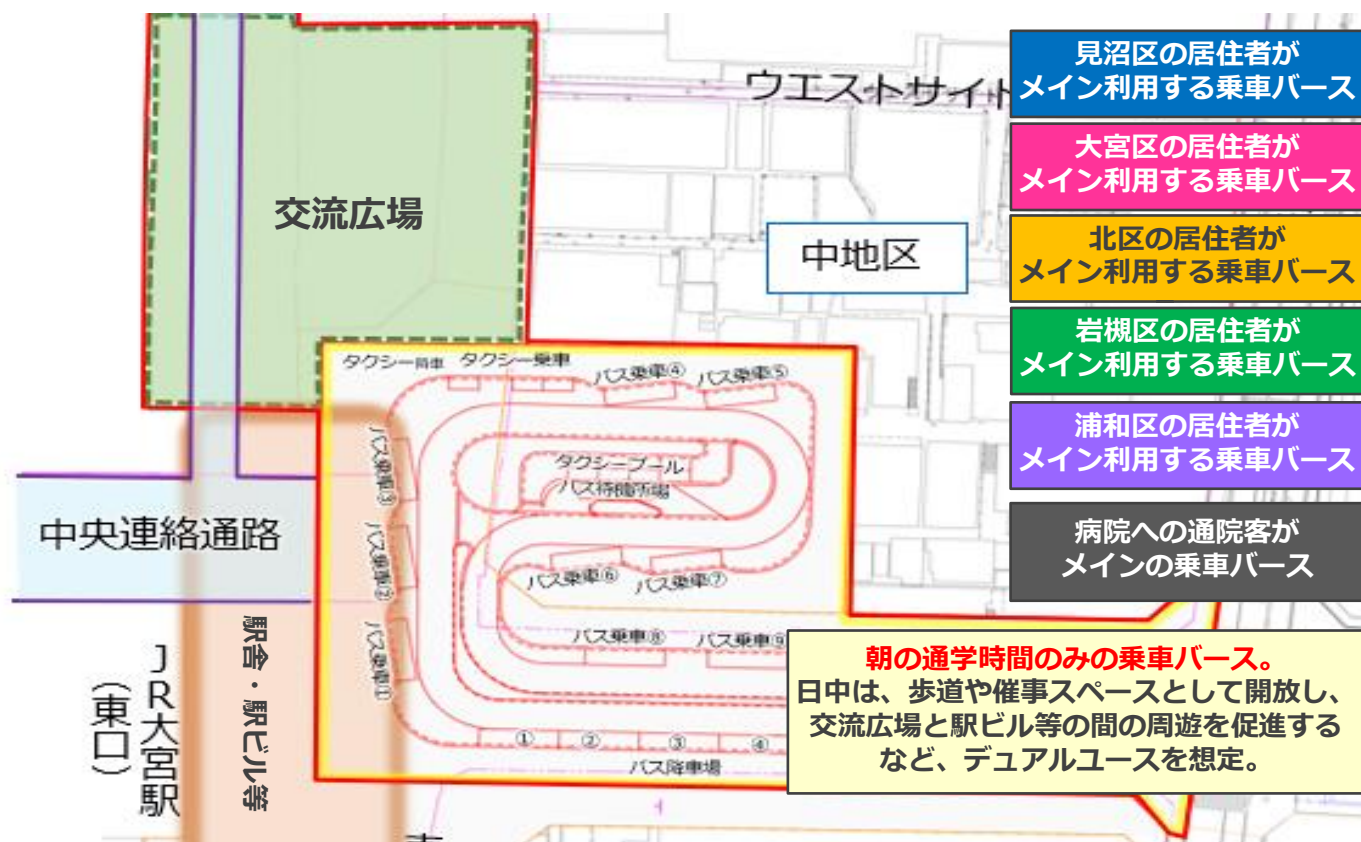 ウエストサイト
交流広場
中地区
タクシー乗車
バス乗車④
バス乗車⑤
バス乗車③
タクシープール
バス待機所場
中央連絡通路
バス乗車②
バス乗車⑥
バス乗車⑦
バス乗車①
バス乗車⑧
バス乗車⑨
①
②
③
④
バス降車場
JR大宮駅
(東口)
駅舎・駅ビル等
見沼区の居住者が
メイン利用する乗車バース
大宮区の居住者が
メイン利用する乗車バース
北区の居住者が
メイン利用する乗車バース
岩槻区の居住者が
メイン利用する乗車バース
浦和区の居住者が
メイン利用する乗車バース
病院への通院客が
メインの乗車バース
朝の通学時間のみの乗車バース。
日中は、歩道や催事スペースとして開放し、
交流広場と駅ビル等の間の周遊を促進する
など、デュアルユースを想定。